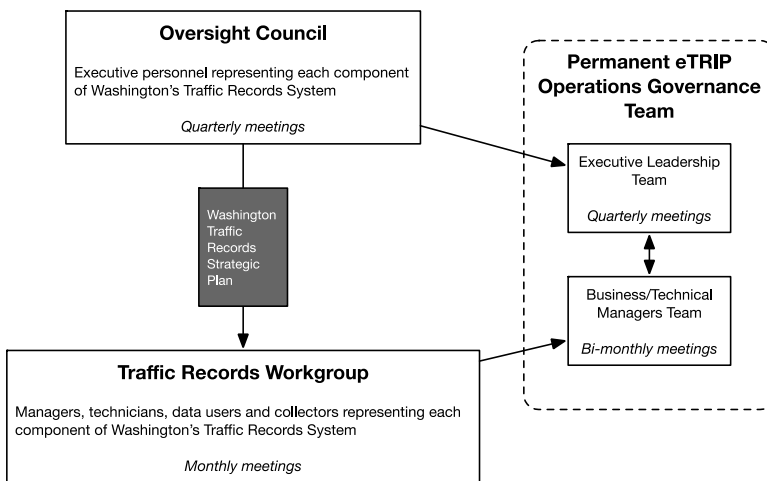 Oversight Council
Executive personnel representing each component
of Washington’s Traffic Records System
Quarterly meetings
Washington
Traffic
Records
Strategic
Plan
Traffic Records Workgroup
Managers, technicians, data users and collectors representing each
component of Washington’s Traffic Records System
Monthly meetings
Permanent eTRIP
Operations Governance
Team
Executive Leadership
Team
Quarterly meetings
Business/Technical
Managers Team
Bi-monthly meetings